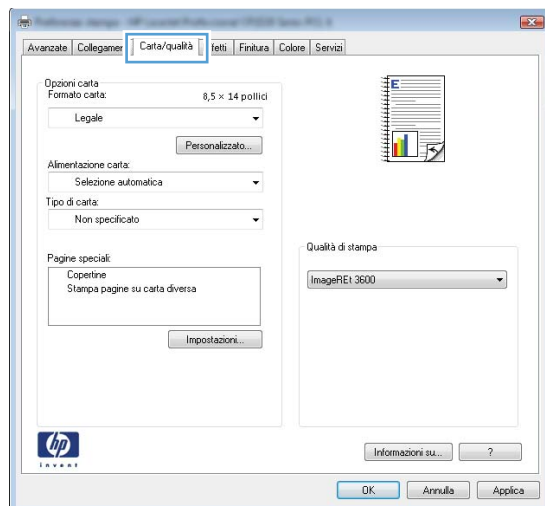 Avanzate Collegamen Carta/qualità fetti Finitura Colore Servizi
Opzioni carta
Formato carta: 8,5 × 14 pollici
Legale
Personalizzato...
Alimentazione carta:
Selezione automatica
Tipo di carta:
Non specificato
Pagine speciali:
Copertine
Stampa pagine su carta diversa
Impostazioni...
E
Qualità di stampa
ImageREt 3600
hp
invent
Informazioni su... ?
OK Annulla Applica